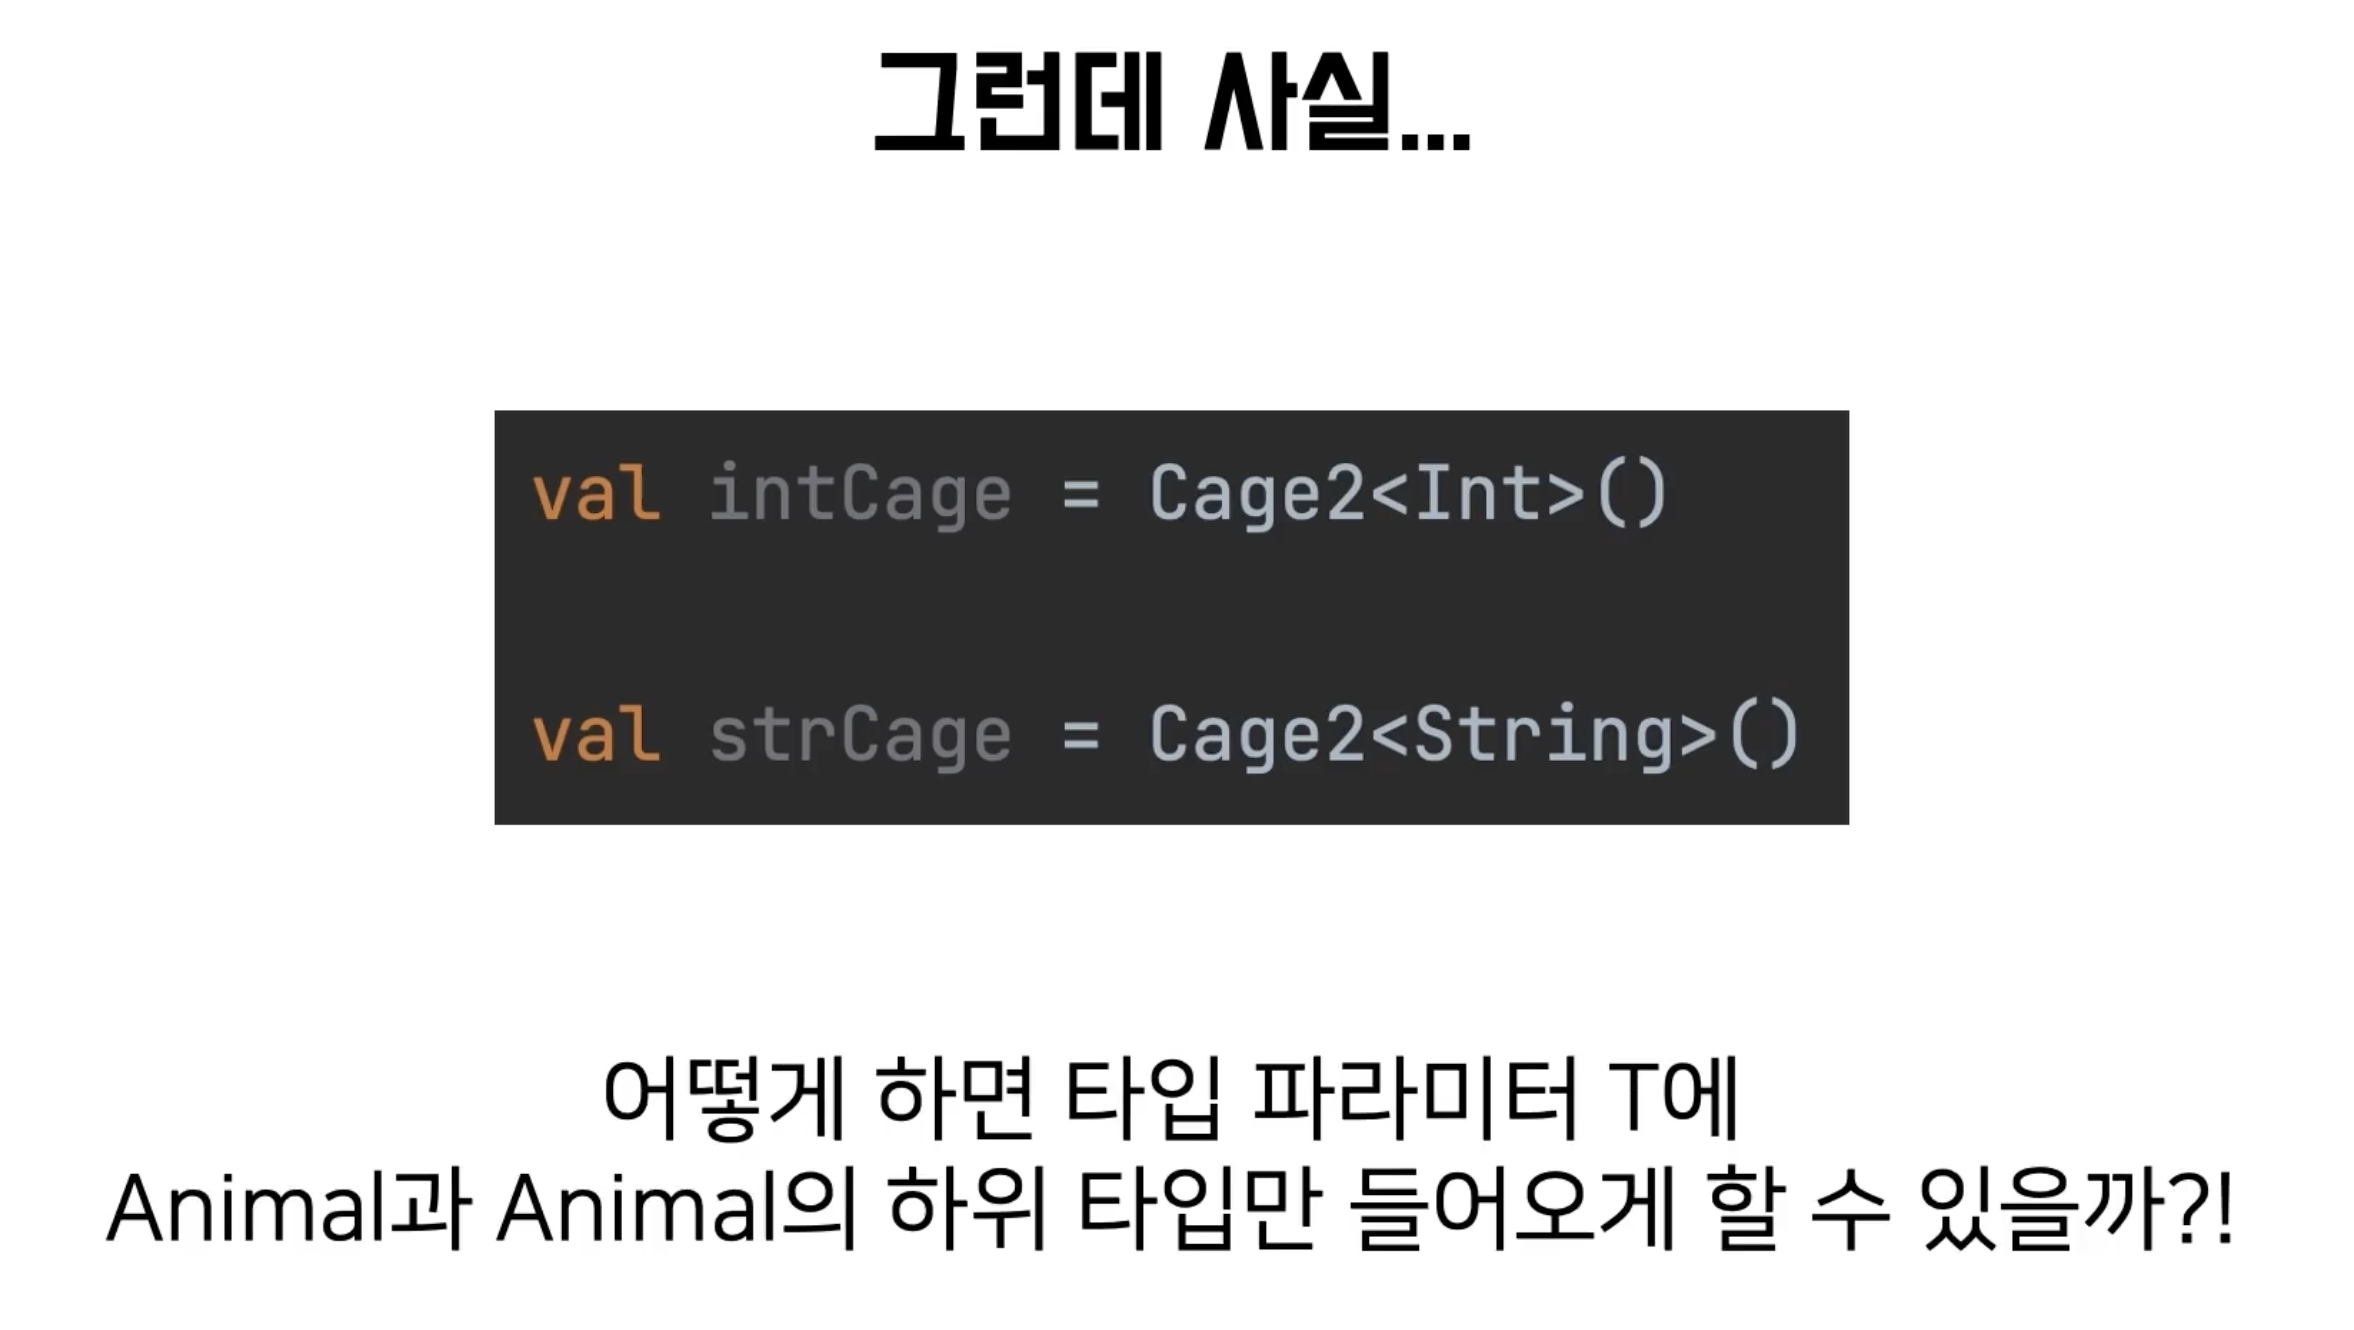 그런데 사실...
val intCage = Cage2<Int>()
val strCage = Cage2<String>()
어떻게 하면 타입 파라미터 T에
Animal과 Animal의 하위 타입만 들어오게 할 수 있을까?!